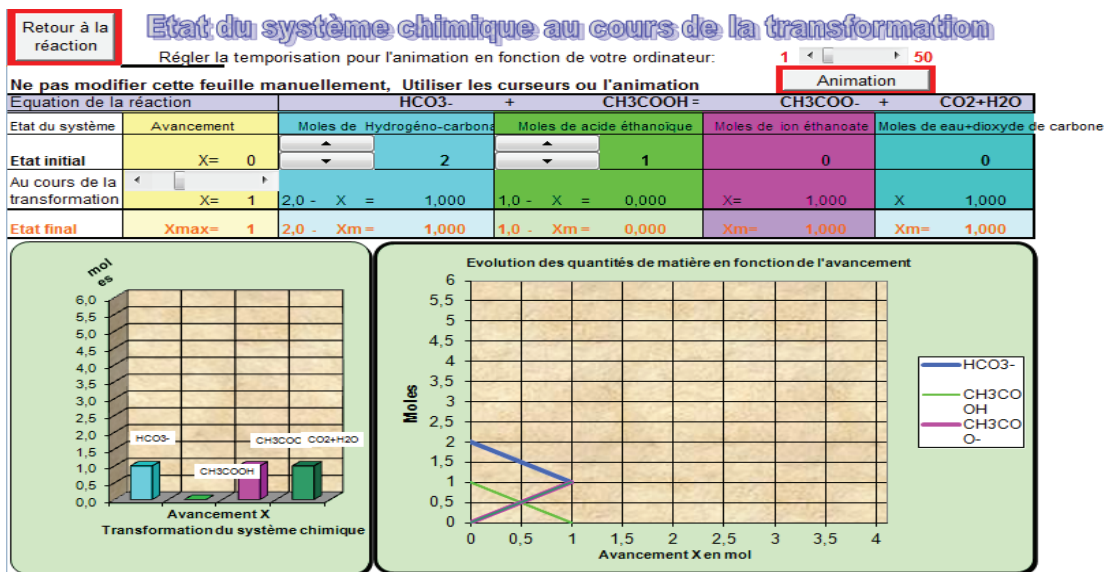 Retour à la
réaction
Etat du système chimique au cours de la transformation
Régler la temporisation pour l'animation en fonction de votre ordinateur: 1 50
Ne pas modifier cette feuille manuellement, Utiliser les curseurs ou l'animation
Animation
Equation de la réaction HCO3- + CH3COOH = CH3COO- + CO2+H2O
Etat du système Avancement Moles de Hydrogéno-carbona Moles de acide éthanoïque Moles de ion éthanoate Moles de eau+dioxyde de carbone
Etat initial X= 0 2 1 0 0
Au cours de la
transformation X= 1 2,0 - X = 1,000 1,0 - X = 0,000 X= 1,000 X 1,000
Etat final Xmax= 1 2,0 - Xm = 1,000 1,0 - Xm = 0,000 Xm= 1,000 Xm= 1,000
mol
es
6,0
5,5
5,0
4,5
4,0
3,5
3,0
2,5
2,0
1,5
1,0
0,5
0,0
HCO3-
CH3COOH
CH3COC
CO2+H2O
Avancement X
Transformation du système chimique
Evolution des quantités de matière en fonction de l'avancement
Moles
6
5,5
5
4,5
4
3,5
3
2,5
2
1,5
1
0,5
0
0 0,5 1 1,5 2 2,5 3 3,5 4
Avancement X en mol
HCO3-
CH3CO
OH
CH3CO
O-